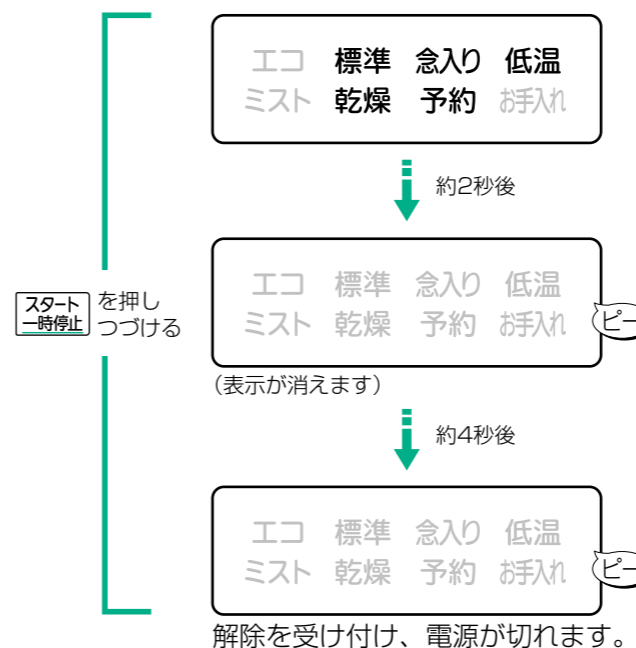 エコ 標準 念入り 低温
ミスト 乾燥 予約 お手入れ
約2秒後
スタート
一時停止
を押し
つづける
エコ 標準 念入り 低温
ミスト 乾燥 予約 お手入れ
ピー
(表示が消えます)
約4秒後
エコ 標準 念入り 低温
ミスト 乾燥 予約 お手入れ
ピー
解除を受け付け、電源が切れます。